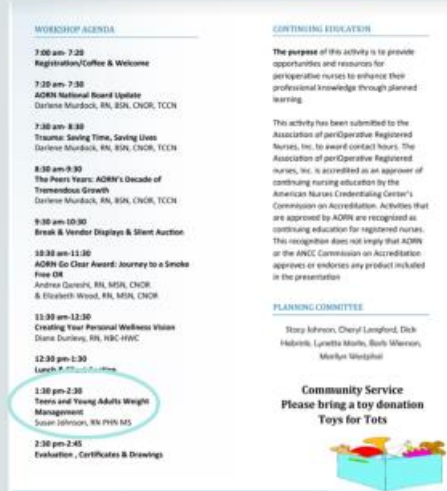 WORKSHOP AGENDA
7:00 am- 7:20
Registration/Coffee & Welcome
7:20 am- 7:30
AORN National Board Update
Darlene Murdock, RN, BSN, CNOR, TCCN
7:30 am- 8:30
Trauma: Saving Time, Saving Lives
Darlene Murdock, RN, BSN, CNOR, TCCN
8:30 am-9:30
The Peers Years: AORN's Decade of
Tremendous Growth
Darlene Murdock, RN, BSN, CNOR, TCCN
9:30 am-10:30
Break & Vendor Displays & Silent Auction
10:30 am-11:30
AORN Go Clear Award: Journey to a Smoke
Free OR
Andrea Qureshi, RN, MSN, CNOR
& Elizabeth Wood, RN, MSN, CNOR
11:30 am-12:30
Creating Your Personal Wellness Vision
Diane Dunlevy, RN, NBC-HWC
12:30 pm-1:30
Lunch &
1:30 pm-2:30
Teens and Young Adults Weight
Management
Susan Johnson, RN PHN MS
2:30 pm-2:45
Evaluation , Certificates & Drawings
CONTINUING EDUCATION
The purpose of this activity is to provide
opportunities and resources for
perioperative nurses to enhance their
professional knowledge through planned
learning.
This activity has been submitted to the
Association of periOperative Registered
Nurses, Inc. to award contact hours. The
Association of periOperative Registered
nurses, Inc. is accredited as an approver of
continuing nursing education by the
American Nurses Credentialing Center's
Commission on Accreditation. Activities that
are approved by AORN are recognized as
continuing education for registered nurses.
This recognition does not imply that AORN
or the ANCC Commission on Accreditation
approves or endorses any product included
in the presentation
PLANNING COMMITTEE
Stacy Johnson, Cheryl Langford, Dick
Lynette Barb
Marilyn Westphal
Community Service
Please bring a toy donation
Toys for Tots